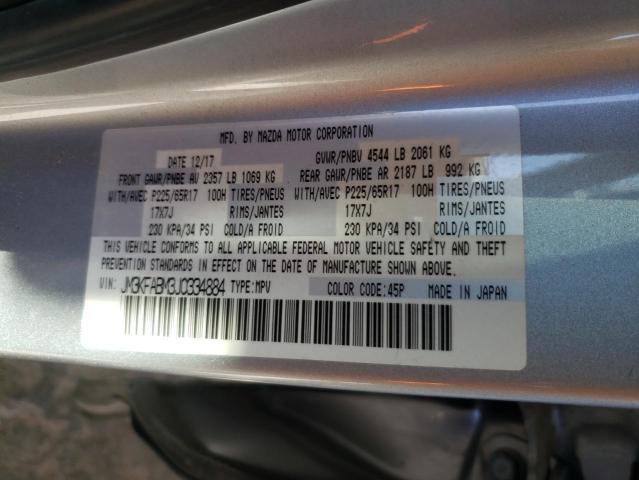 MFD. BY MAZDA MOTOR CORPORATION
DATE 12/17 GVWR/PNBV 4544 LB 2061 KG
FRONT GAWR/PNBE AV 2357 LB 1069 KG REAR GAWR/PNBE AR 2187 LB 992 KG
WITH/AVEC P225/65R17 100H TIRES/PNEUS WITH/AVEC P225/65R17 100H TIRES/PNEUS
17X7J RIMS/JANTES 17X7J RIMS/JANTES
230 KPA/34 PSI COLD/A FROID 230 KPA/34 PSI COLD/A FROID
THIS VEHICLE CONFORMS TO ALL APPLICABLE FEDERAL MOTOR VEHICLE SAFETY AND THEFT
PREVENTION STANDARDS IN EFFECT ON THE DATE OF MANUFACTURE SHOWN ABOVE.
VIN: JM3KFABM3J0334884 TYPE:MPV COLOR CODE:45P MADE IN JAPAN